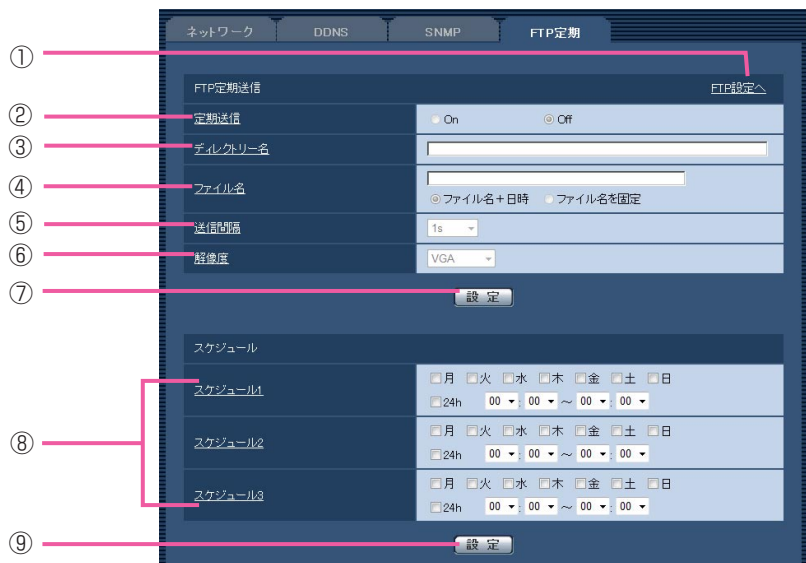 ネットワーク DDNS SNMP FTP定期
①
FTP定期送信 FTP設定へ
② 定期送信 On Off
③ ディレクトリー名
④ ファイル名
ファイル名+日時 ファイル名を固定
⑤ 送信間隔 1s
⑥ 解像度 VGA
⑦ 設 定
スケジュール
⑧
スケジュール1 月 火 水 木 金 土 日
24h 00 : 00 ~ 00 : 00
スケジュール2 月 火 水 木 金 土 日
24h 00 : 00 ~ 00 : 00
スケジュール3 月 火 水 木 金 土 日
24h 00 : 00 ~ 00 : 00
⑨ 設 定